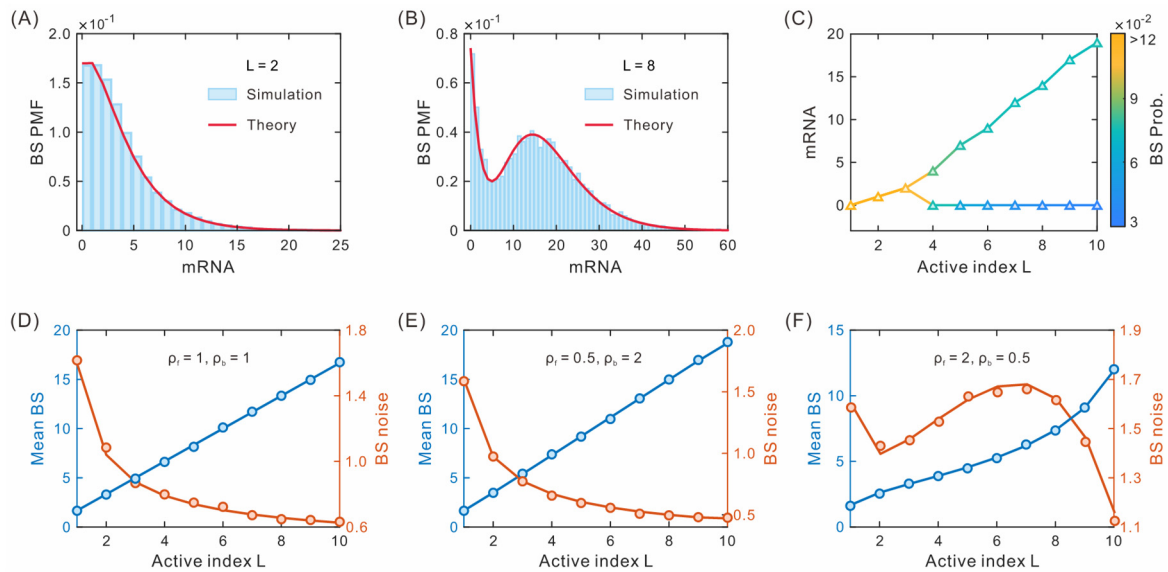 (A)
×10⁻¹
2.0
1.5
1.0
0.5
0
BS PMF
L = 2
Simulation
Theory
0 5 10 15 20 25
mRNA
(B)
×10⁻¹
0.8
0.6
0.4
0.2
0
BS PMF
L = 8
Simulation
Theory
0 10 20 30 40 50 60
mRNA
(C)
20
15
10
5
0
mRNA
2 4 6 8 10
Active index L
×10⁻²
>12
9
6
3
BS Prob.
(D)
20
15
10
5
0
Mean BS
ρf = 1, ρb = 1
1.8
1.4
1.0
0.6
BS noise
2 4 6 8 10
Active index L
(E)
20
15
10
5
0
Mean BS
ρf = 0.5, ρb = 2
2.0
1.5
1.0
0.5
BS noise
2 4 6 8 10
Active index L
(F)
15
10
5
0
Mean BS
ρf = 2, ρb = 0.5
1.9
1.7
1.5
1.3
1.1
BS noise
2 4 6 8 10
Active index L